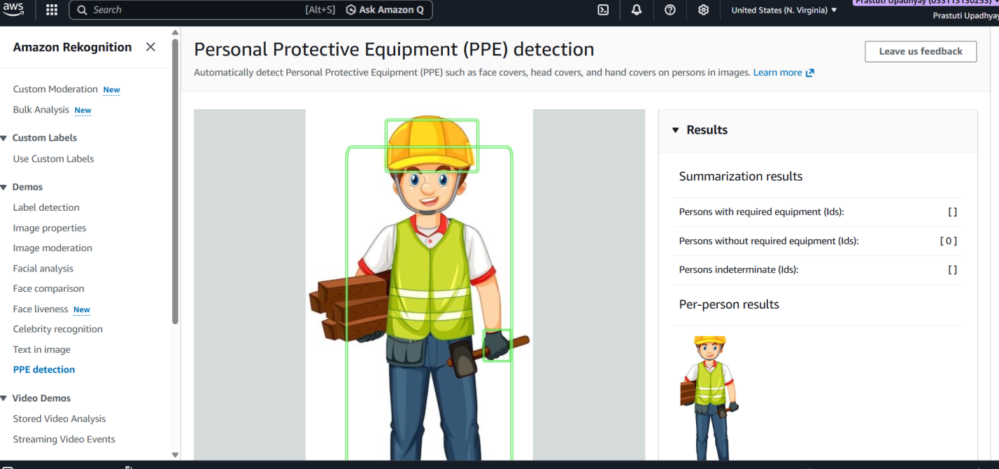 aws
Search [Alt+S] Ask Amazon Q
United States (N. Virginia)
Prastuti Upadhyay
Amazon Rekognition
Custom Moderation New
Bulk Analysis New
Custom Labels
Use Custom Labels
Demos
Label detection
Image properties
Image moderation
Facial analysis
Face comparison
Face liveness New
Celebrity recognition
Text in image
PPE detection
Video Demos
Stored Video Analysis
Streaming Video Events
Personal Protective Equipment (PPE) detection
Leave us feedback
Automatically detect Personal Protective Equipment (PPE) such as face covers, head covers, and hand covers on persons in images. Learn more
Results
Summarization results
Persons with required equipment (Ids): [ ]
Persons without required equipment (Ids): [ 0 ]
Persons indeterminate (Ids): [ ]
Per-person results